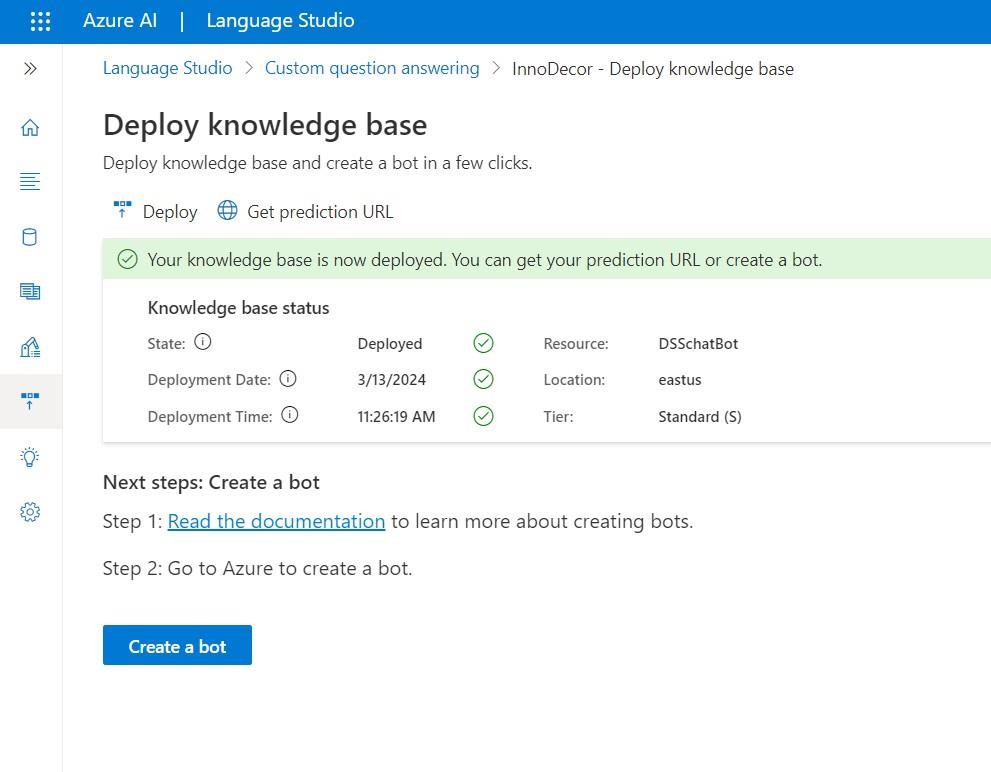 Azure AI | Language Studio
Language Studio > Custom question answering > InnoDecor - Deploy knowledge base
Deploy knowledge base
Deploy knowledge base and create a bot in a few clicks.
Deploy Get prediction URL
Your knowledge base is now deployed. You can get your prediction URL or create a bot.
Knowledge base status
State: Deployed Resource: DSSchatBot
Deployment Date: 3/13/2024 Location: eastus
Deployment Time: 11:26:19 AM Tier: Standard (S)
Next steps: Create a bot
Step 1: Read the documentation to learn more about creating bots.
Step 2: Go to Azure to create a bot.
Create a bot